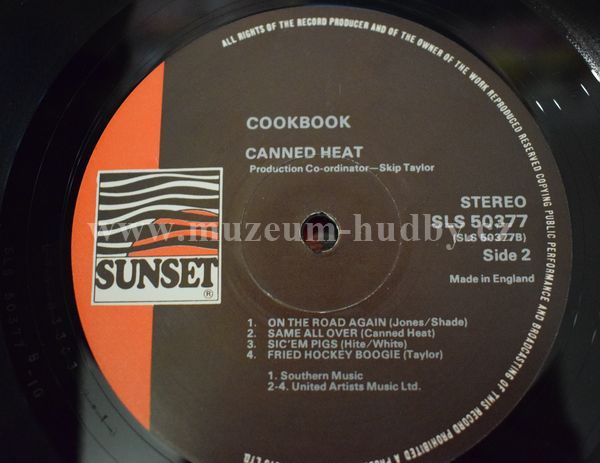 ALL RIGHTS OF THE RECORD PRODUCER AND OF THE OWNER OF THE WORK REPRODUCED RESERVED COPYING PUBLIC PERFORMANCE AND BROADCASTING OF THIS RECORD PROHIBITED
COOKBOOK
CANNED HEAT
Production Co-ordinator—Skip Taylor
STEREO
SLS 50377
(SLS 50377B)
Side 2
Made in England
www.muzeum-hudby.cz
SUNSET
®
1. ON THE ROAD AGAIN (Jones/Shade)
2. SAME ALL OVER (Canned Heat)
3. SIC'EM PIGS (Hite/White)
4. FRIED HOCKEY BOOGIE (Taylor)
1. Southern Music
2-4. United Artists Music Ltd.